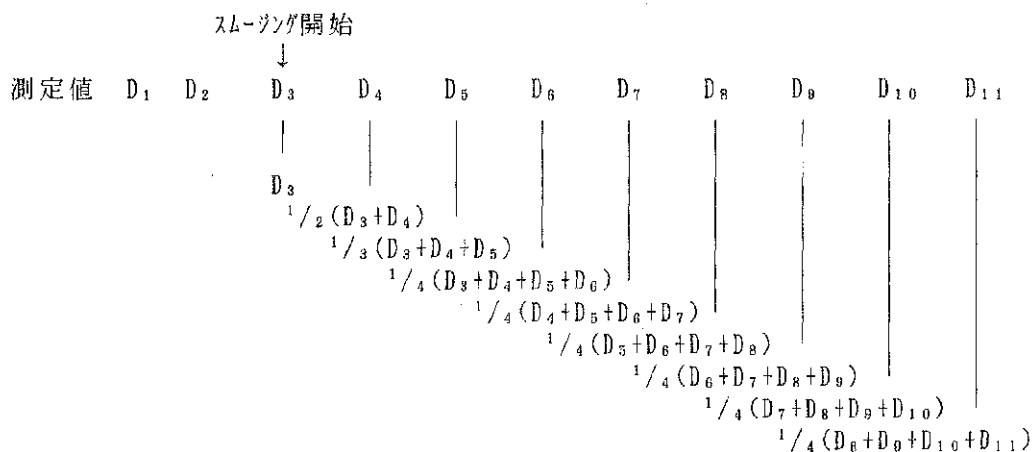 スムージング開始
↓
測定値 D₁ D₂ D₃ D₄ D₅ D₆ D₇ D₈ D₉ D₁₀ D₁₁
D₃
¹/₂(D₃+D₄)
¹/₃(D₃+D₄+D₅)
¹/₄(D₃+D₄+D₅+D₆)
¹/₄(D₄+D₅+D₆+D₇)
¹/₄(D₅+D₆+D₇+D₈)
¹/₄(D₆+D₇+D₈+D₉)
¹/₄(D₇+D₈+D₉+D₁₀)
¹/₄(D₈+D₉+D₁₀+D₁₁)